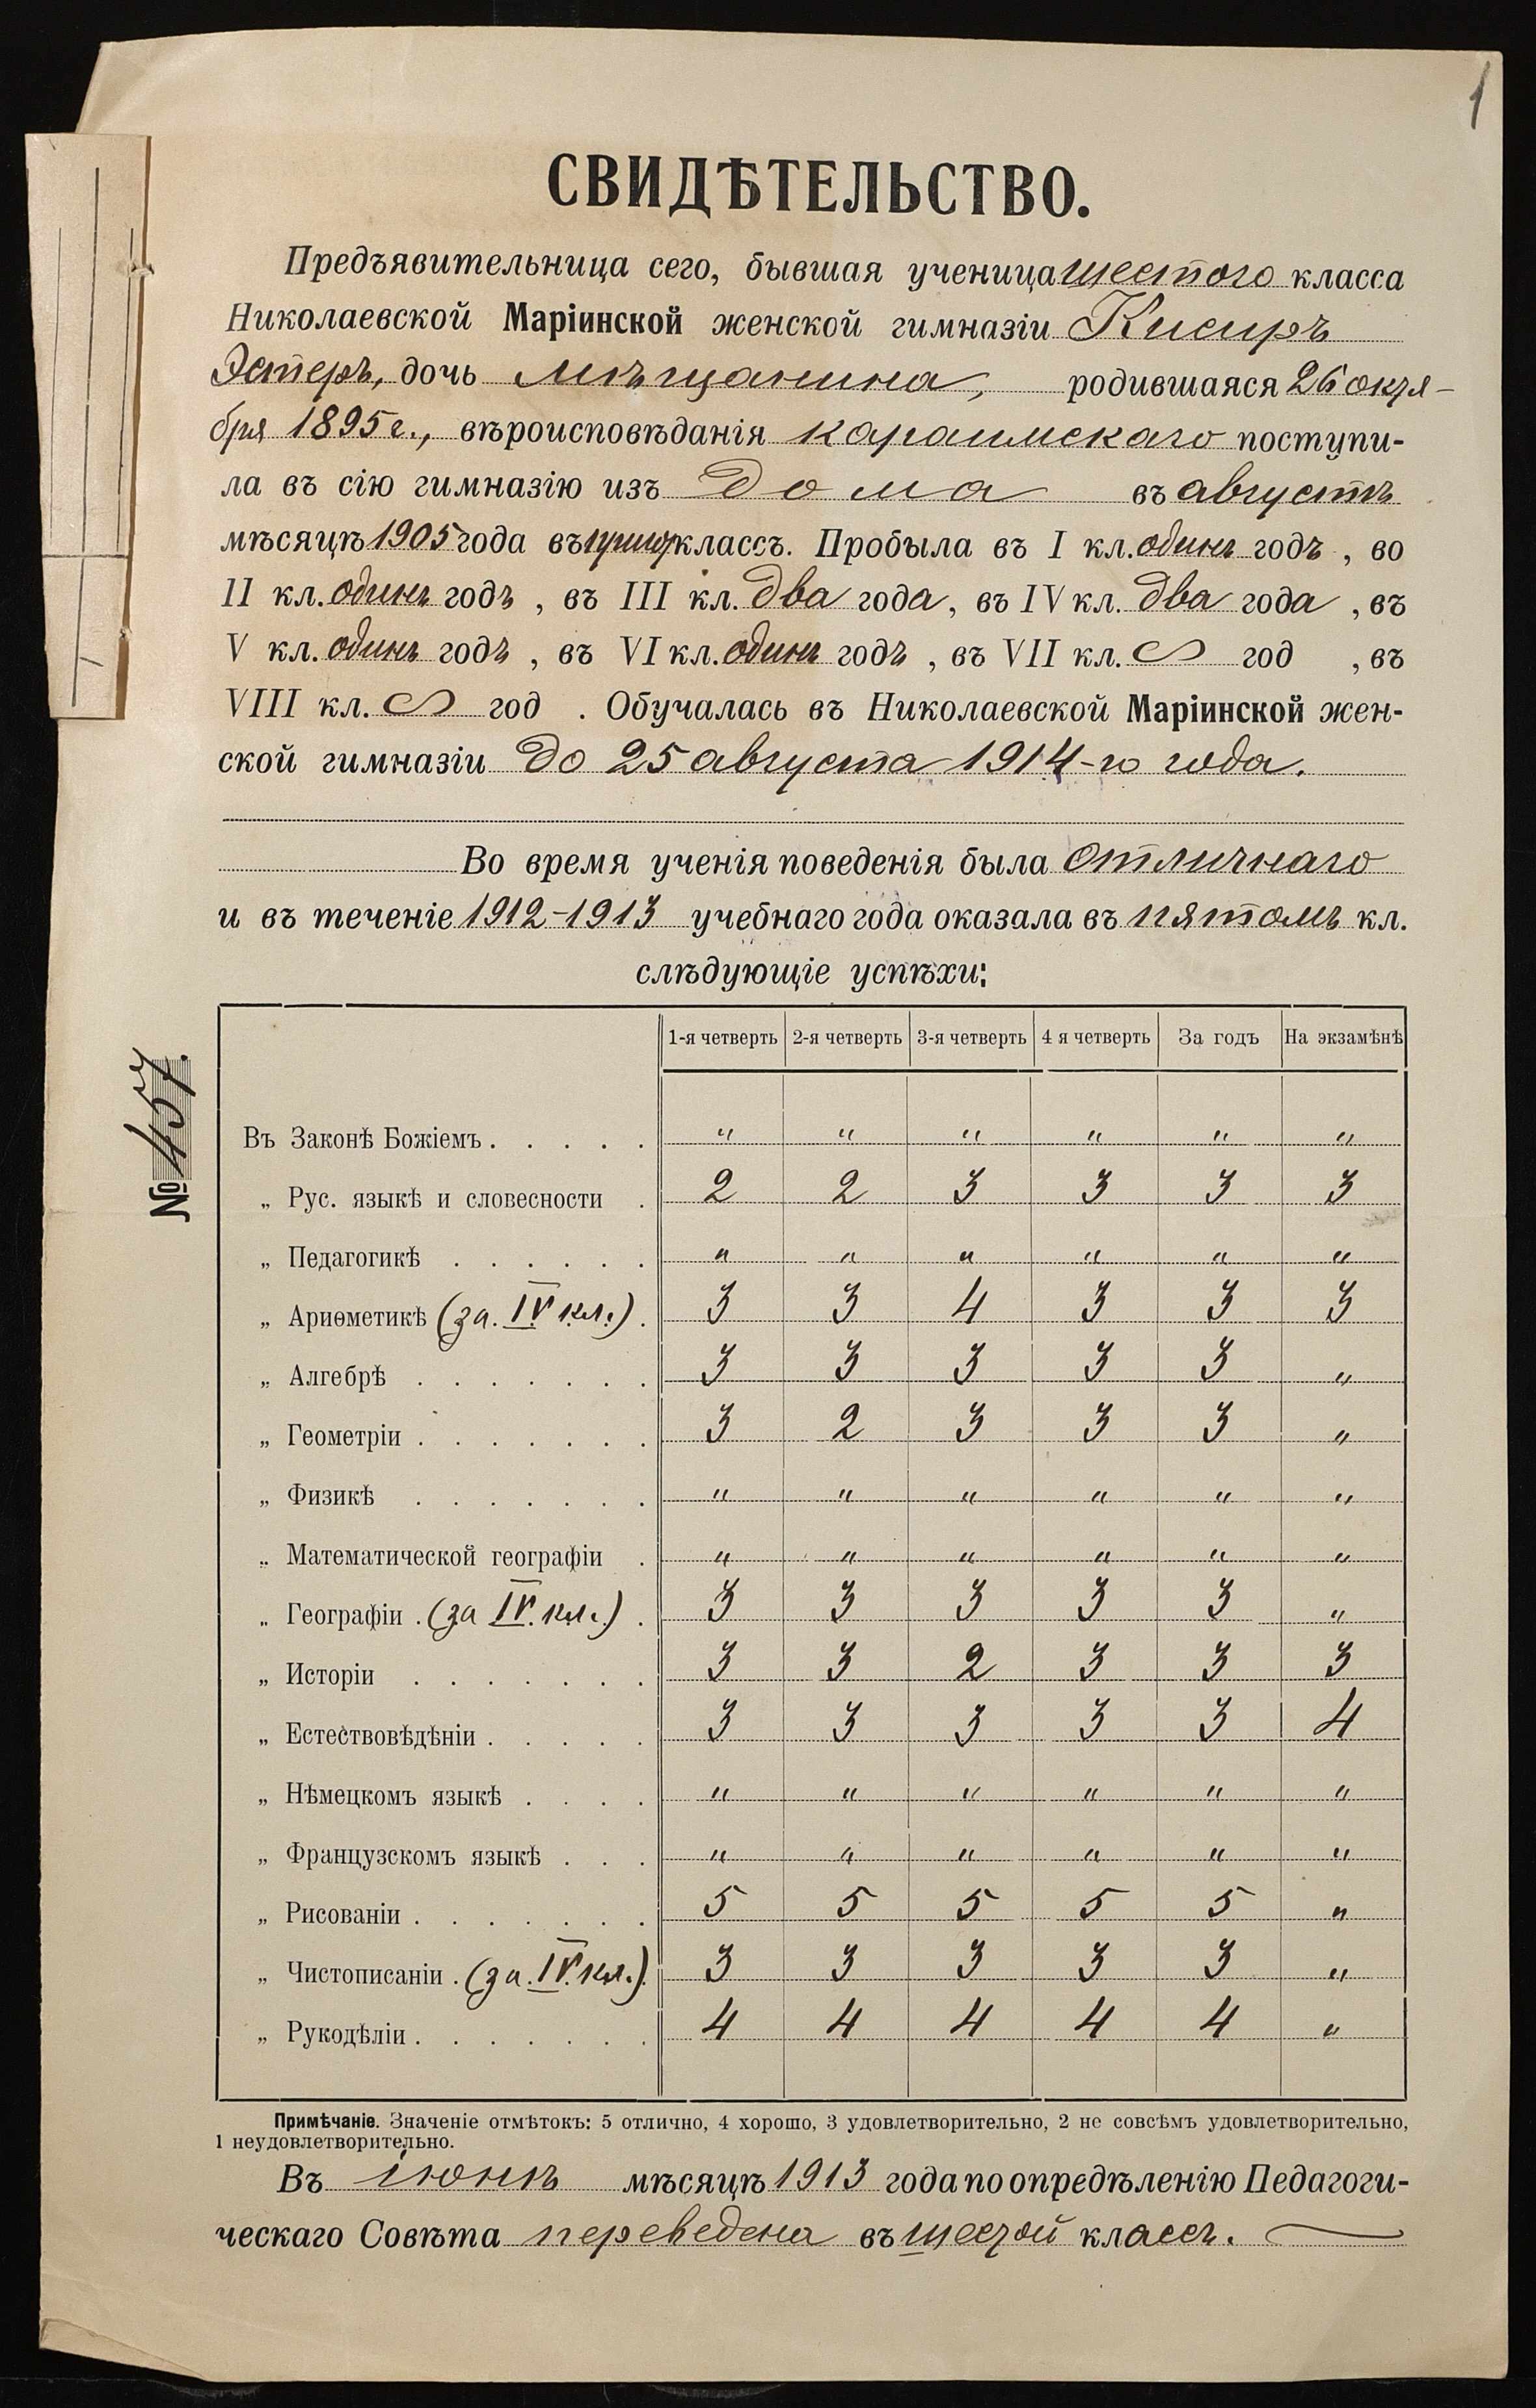 1
СВИДѢТЕЛЬСТВО.
Предъявительница сего, бывшая ученица шестого класса
Николаевской Маріинской женской гимназіи Кисиръ
Эстеръ, дочь мѣщанина, родившаяся 26 октя-
бря 1895 г., вѣроисповѣданія караимскаго поступи-
ла въ сію гимназію изъ дома въ августѣ
мѣсяцѣ 1905 года въ классъ. Пробыла въ I кл. одинъ годъ, во
II кл. одинъ годъ, въ III кл. два года, въ IV кл. два года, въ
V кл. одинъ годъ, въ VI кл. одинъ годъ, въ VII кл. год , въ
VIII кл. год . Обучалась въ Николаевской Маріинской жен-
ской гимназіи до 25 августа 1914-го года.
Во время ученія поведенія была отличнаго
и въ теченіе 1912-1913 учебнаго года оказала въ пятомъ кл.
слѣдующіе успѣхи:
1-я четверть 2-я четверть 3-я четверть 4 я четверть За годъ На экзамѣнѣ
Въ Законѣ Божіемъ . . . . . " " " " " "
„ Рус. языкѣ и словесности . 2 2 3 3 3 3
„ Педагогикѣ . . . . . . " " " " " "
„ Ариѳметикѣ (за IV кл.) . 3 3 4 3 3 3
„ Алгебрѣ . . . . . . . 3 3 3 3 3 "
„ Геометріи . . . . . . . 3 2 3 3 3 "
„ Физикѣ . . . . . . . " " " " " "
„ Математической географіи . " " " " " "
„ Географіи . (за IV кл.) . 3 3 3 3 3 "
„ Исторіи . . . . . . . 3 3 2 3 3 3
„ Естествовѣдѣніи . . . . . 3 3 3 3 3 4
„ Нѣмецкомъ языкѣ . . . . " " " " " "
„ Французскомъ языкѣ . . . " " " " " "
„ Рисованіи . . . . . . . 5 5 5 5 5 "
„ Чистописаніи . (за IV кл.) . 3 3 3 3 3 "
„ Рукодѣліи . . . . . . . 4 4 4 4 4 "
Примѣчаніе. Значеніе отмѣтокъ: 5 отлично, 4 хорошо, 3 удовлетворительно, 2 не совсѣмъ удовлетворительно,
1 неудовлетворительно.
Въ іюнѣ мѣсяцѣ 1913 года по опредѣленію Педагоги-
ческаго Совѣта переведена въ шестой классъ.
№ 457.